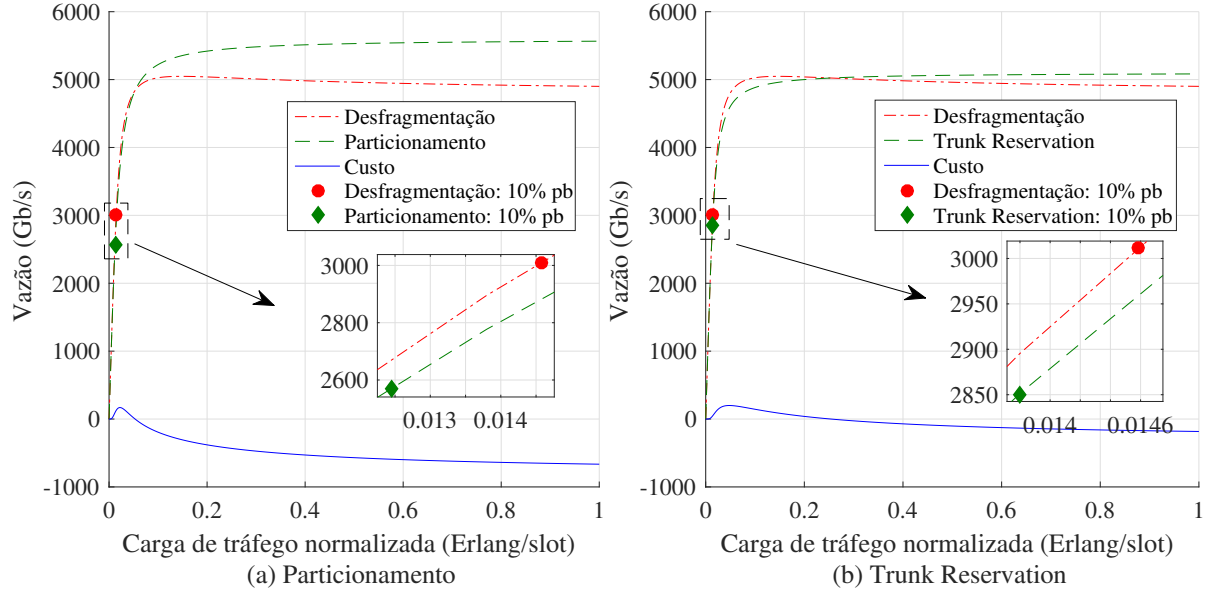 6000
5000
4000
3000
2000
1000
0
-1000
Vazão (Gb/s)
Desfragmentação
Particionamento
Custo
Desfragmentação: 10% pb
Particionamento: 10% pb
3000
2800
2600
0.013
0.014
0
0.2
0.4
0.6
0.8
1
Carga de tráfego normalizada (Erlang/slot)
(a) Particionamento
6000
5000
4000
3000
2000
1000
0
-1000
Vazão (Gb/s)
Desfragmentação
Trunk Reservation
Custo
Desfragmentação: 10% pb
Trunk Reservation: 10% pb
3000
2950
2900
2850
0.014
0.0146
0
0.2
0.4
0.6
0.8
1
Carga de tráfego normalizada (Erlang/slot)
(b) Trunk Reservation